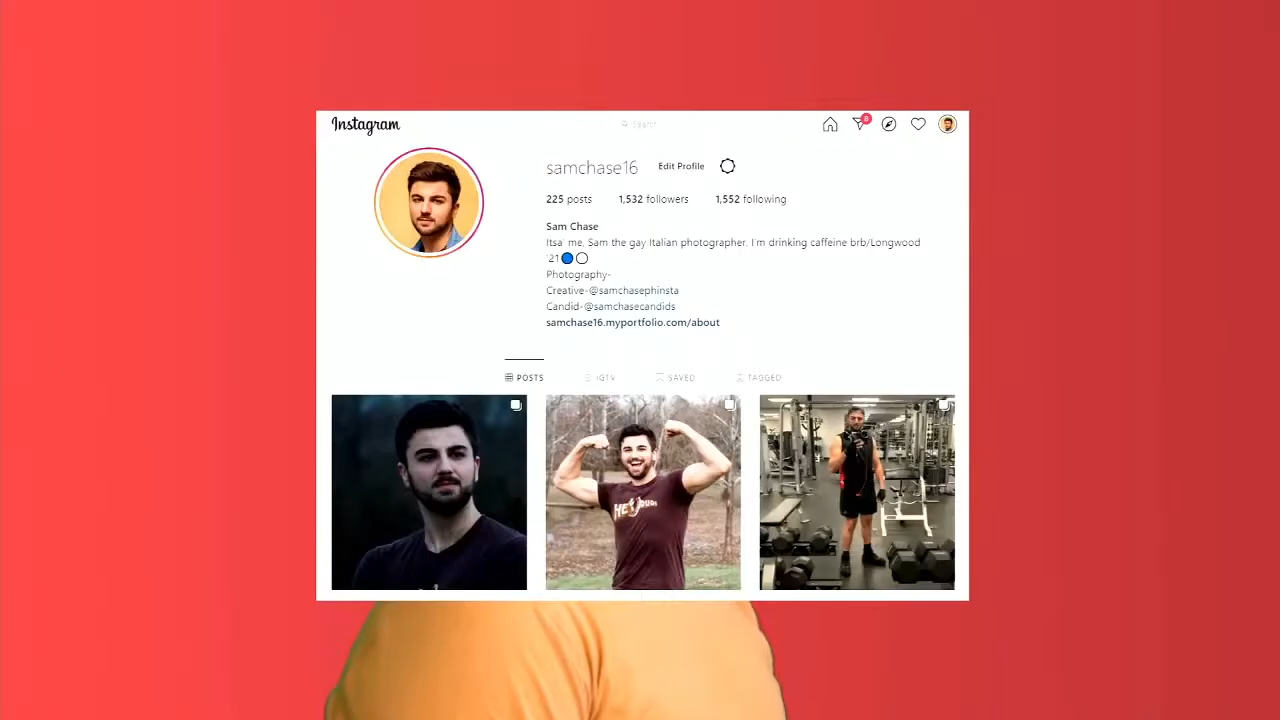 Instagram
Search
8
samchase16 Edit Profile
225 posts 1,532 followers 1,552 following
Sam Chase
Itsa' me, Sam the gay Italian photographer. I'm drinking caffeine brb/Longwood
'21
Photography-
Creative-@samchasephinsta
Candid-@samchasecandids
samchase16.myportfolio.com/about
POSTS IGTV SAVED TAGGED